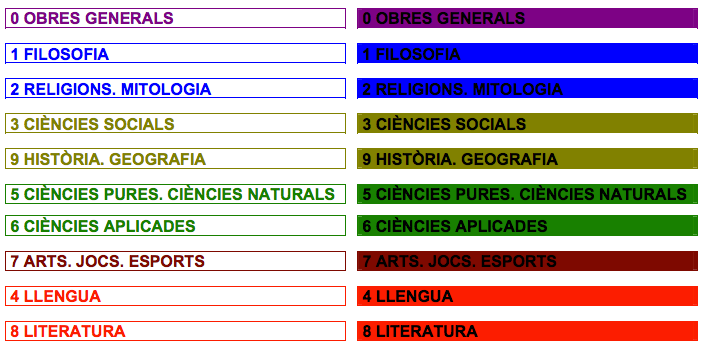 0 OBRES GENERALS
1 FILOSOFIA
2 RELIGIONS. MITOLOGIA
3 CIÈNCIES SOCIALS
9 HISTÒRIA. GEOGRAFIA
5 CIÈNCIES PURES. CIÈNCIES NATURALS
6 CIÈNCIES APLICADES
7 ARTS. JOCS. ESPORTS
4 LLENGUA
8 LITERATURA
0 OBRES GENERALS
1 FILOSOFIA
2 RELIGIONS. MITOLOGIA
3 CIÈNCIES SOCIALS
9 HISTÒRIA. GEOGRAFIA
5 CIÈNCIES PURES. CIÈNCIES NATURALS
6 CIÈNCIES APLICADES
7 ARTS. JOCS. ESPORTS
4 LLENGUA
8 LITERATURA